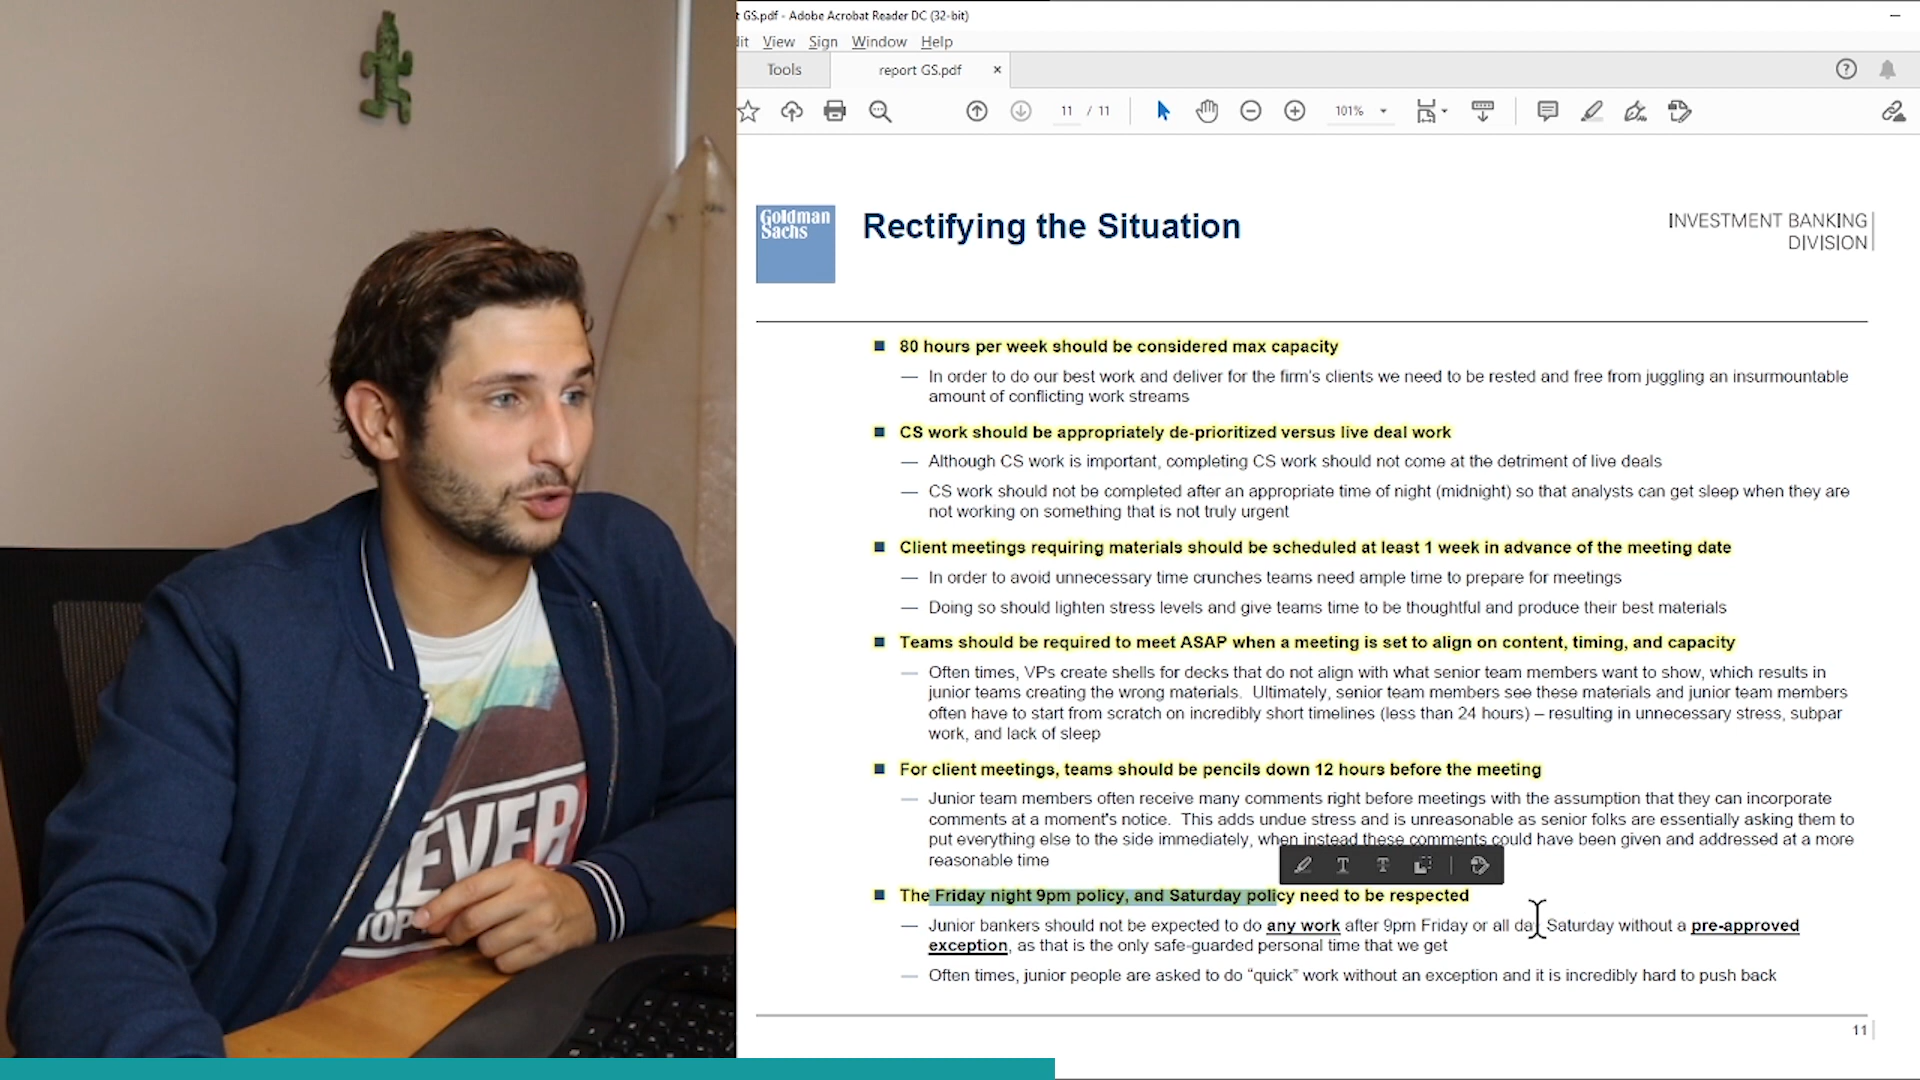 t GS.pdf - Adobe Acrobat Reader DC (32-bit)
dit View Sign Window Help
Tools
report GS.pdf
11 / 11
101%
Goldman
Sachs
Rectifying the Situation
INVESTMENT BANKING
DIVISION
80 hours per week should be considered max capacity
— In order to do our best work and deliver for the firm's clients we need to be rested and free from juggling an insurmountable
amount of conflicting work streams
CS work should be appropriately de-prioritized versus live deal work
— Although CS work is important, completing CS work should not come at the detriment of live deals
— CS work should not be completed after an appropriate time of night (midnight) so that analysts can get sleep when they are
not working on something that is not truly urgent
Client meetings requiring materials should be scheduled at least 1 week in advance of the meeting date
— In order to avoid unnecessary time crunches teams need ample time to prepare for meetings
— Doing so should lighten stress levels and give teams time to be thoughtful and produce their best materials
Teams should be required to meet ASAP when a meeting is set to align on content, timing, and capacity
— Often times, VPs create shells for decks that do not align with what senior team members want to show, which results in
junior teams creating the wrong materials. Ultimately, senior team members see these materials and junior team members
often have to start from scratch on incredibly short timelines (less than 24 hours) – resulting in unnecessary stress, subpar
work, and lack of sleep
For client meetings, teams should be pencils down 12 hours before the meeting
— Junior team members often receive many comments right before meetings with the assumption that they can incorporate
comments at a moment's notice. This adds undue stress and is unreasonable as senior folks are essentially asking them to
put everything else to the side immediately, when instead these comments could have been given and addressed at a more
reasonable time
The Friday night 9pm policy, and Saturday policy need to be respected
— Junior bankers should not be expected to do any work after 9pm Friday or all da Saturday without a pre-approved
exception, as that is the only safe-guarded personal time that we get
— Often times, junior people are asked to do “quick” work without an exception and it is incredibly hard to push back
11
NEVER
TOP